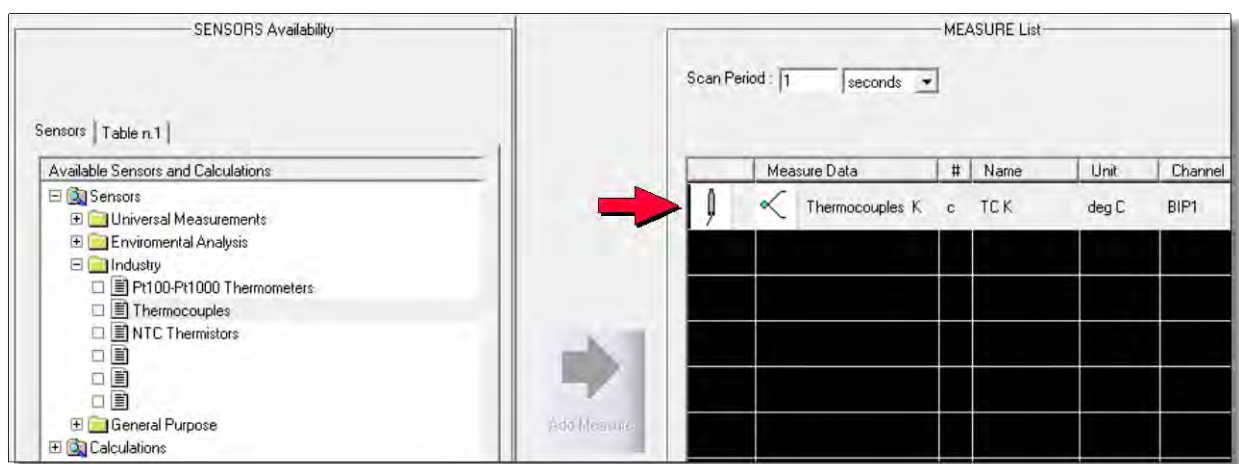 SENSORS Availability
Sensors Table n.1
Available Sensors and Calculations
Sensors
Universal Measurements
Enviromental Analysis
Industry
Pt100-Pt1000 Thermometers
Thermocouples
NTC Thermistors
General Purpose
Calculations
Add Measure
MEASURE List
Scan Period : 1 seconds
Measure Data # Name Unit Channel
Thermocouples K c TC K deg C BIP1